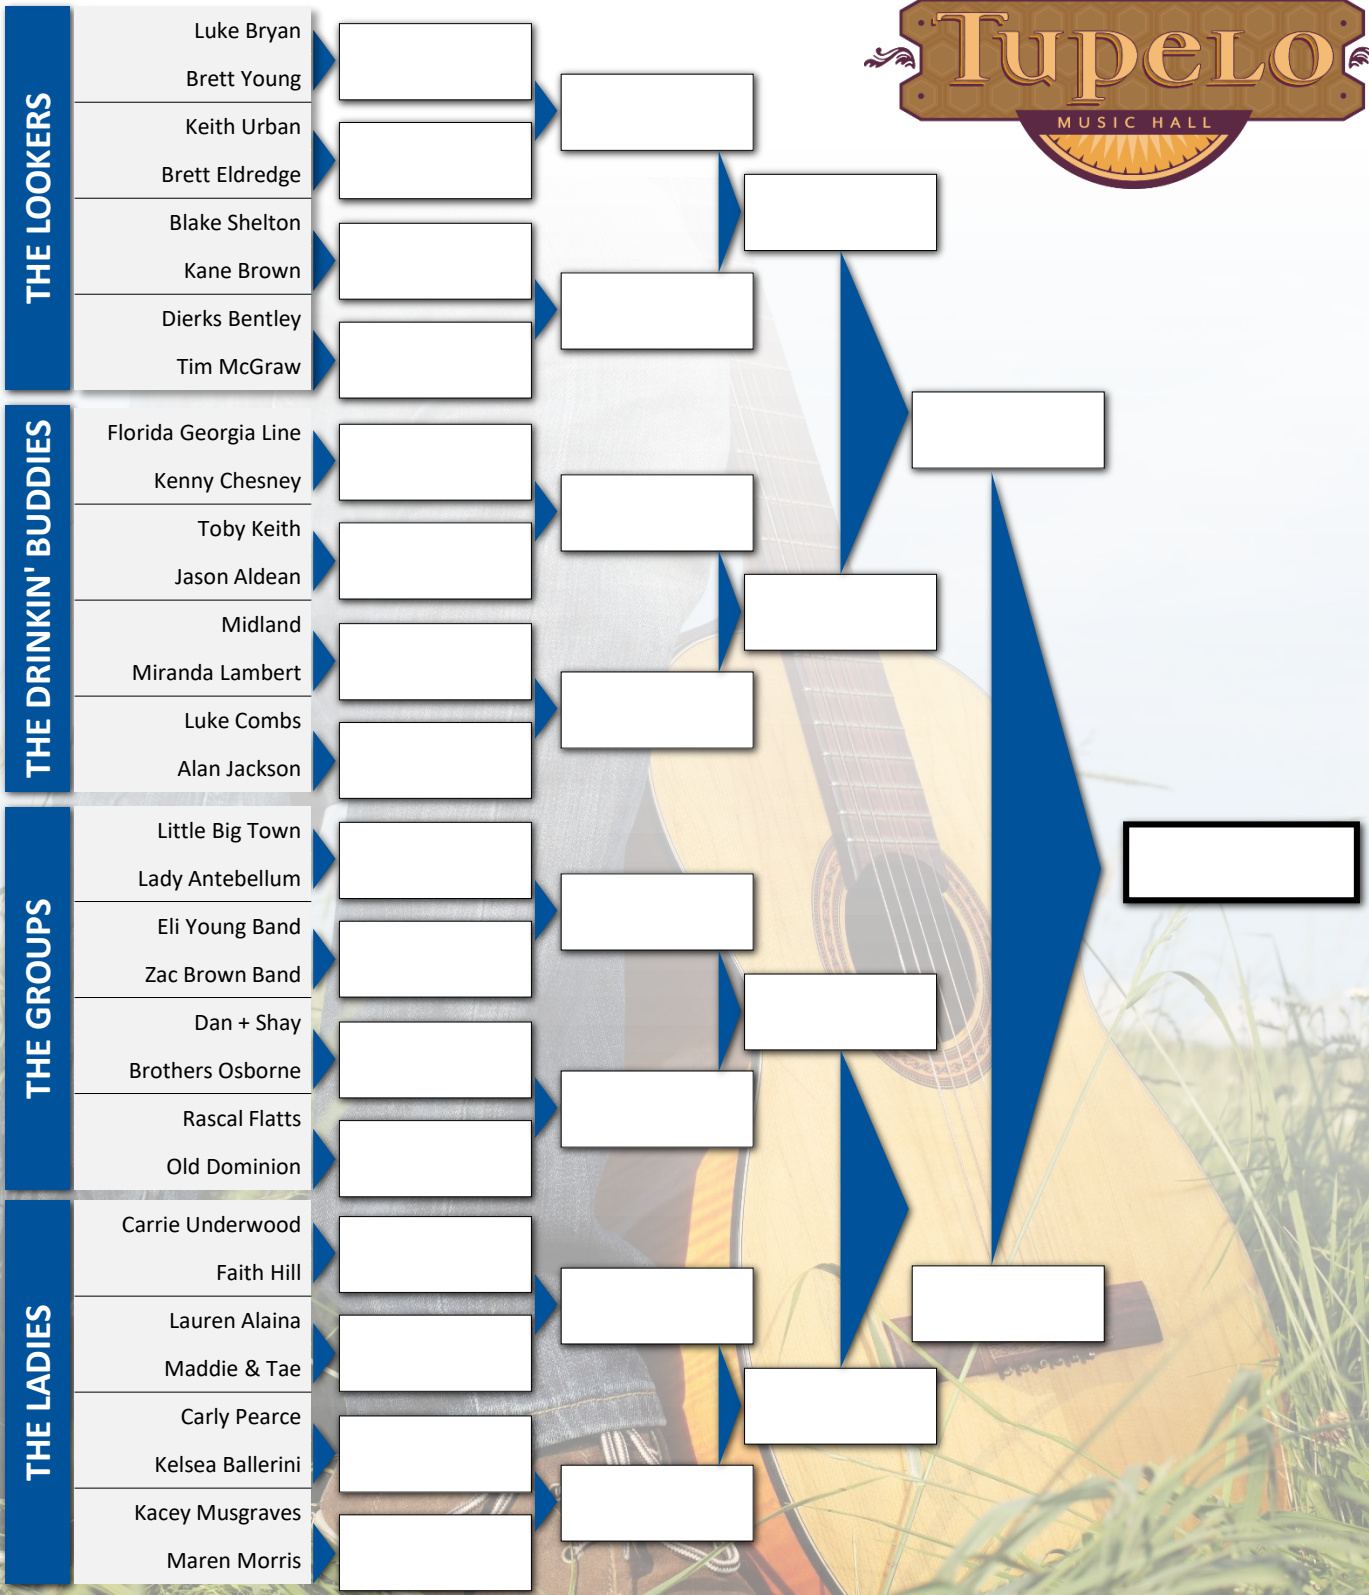 TUPELO
MUSIC HALL
THE LOOKERS
Luke Bryan
Brett Young
Keith Urban
Brett Eldredge
Blake Shelton
Kane Brown
Dierks Bentley
Tim McGraw
THE DRINKIN' BUDDIES
Florida Georgia Line
Kenny Chesney
Toby Keith
Jason Aldean
Midland
Miranda Lambert
Luke Combs
Alan Jackson
THE GROUPS
Little Big Town
Lady Antebellum
Eli Young Band
Zac Brown Band
Dan + Shay
Brothers Osborne
Rascal Flatts
Old Dominion
THE LADIES
Carrie Underwood
Faith Hill
Lauren Alaina
Maddie & Tae
Carly Pearce
Kelsea Ballerini
Kacey Musgraves
Maren Morris